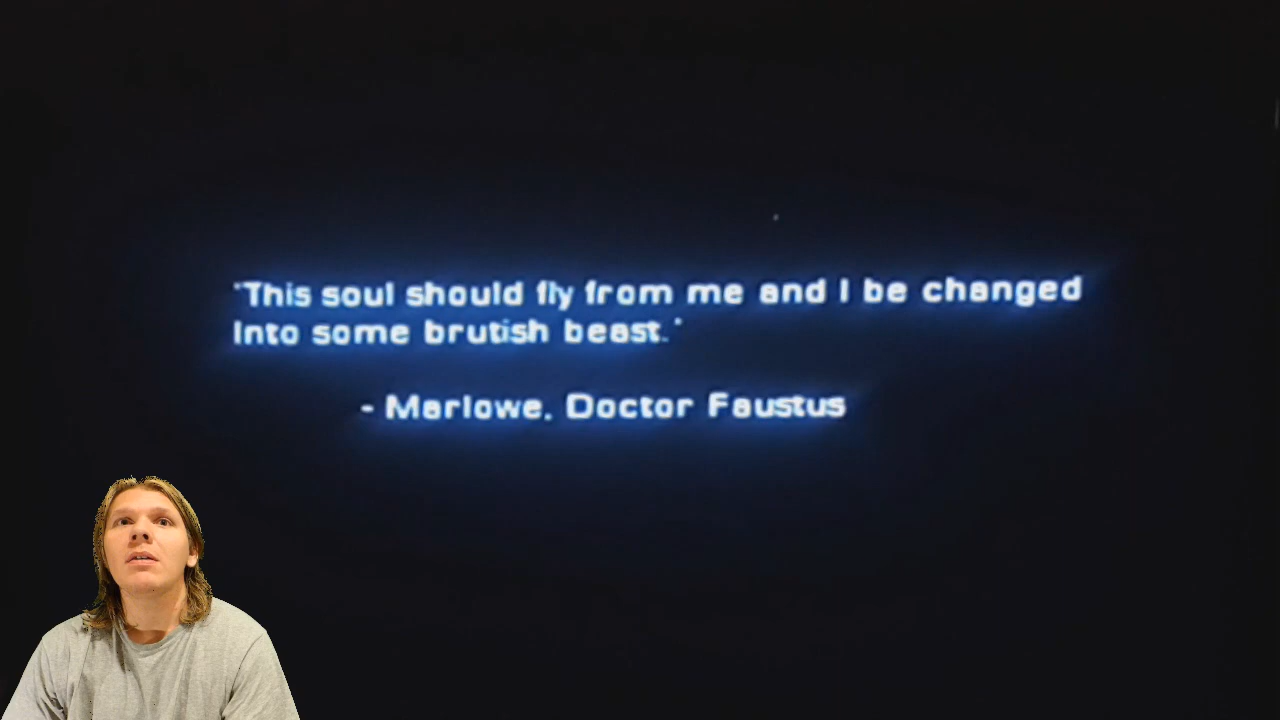 "This soul should fly from me and I be changed
Into some brutish beast."
- Marlowe, Doctor Faustus